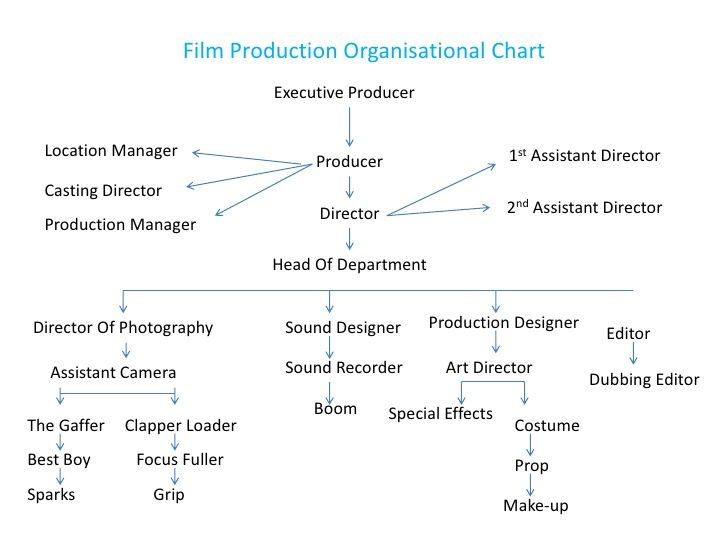 Film Production Organisational Chart
Executive Producer
Location Manager
Producer
1st Assistant Director
Casting Director
2nd Assistant Director
Director
Production Manager
Head Of Department
Director Of Photography
Sound Designer
Production Designer
Editor
Assistant Camera
Sound Recorder
Art Director
Dubbing Editor
Boom
Special Effects
The Gaffer
Clapper Loader
Costume
Best Boy
Focus Fuller
Prop
Sparks
Grip
Make-up